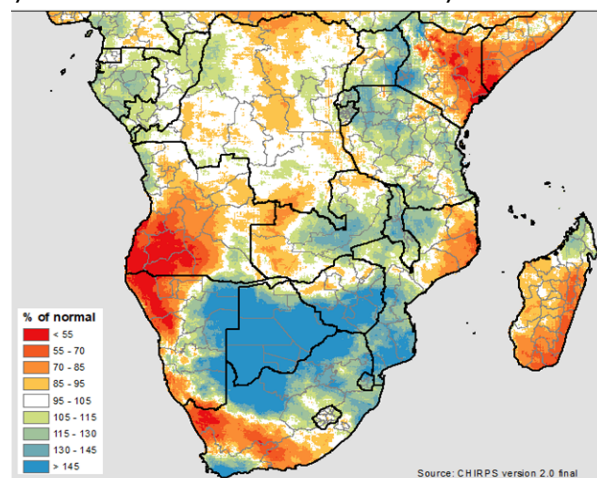 % of normal
< 55
55 - 70
70 - 85
85 - 95
95 - 105
105 - 115
115 - 130
130 - 145
> 145
Source: CHIRPS version 2.0 final